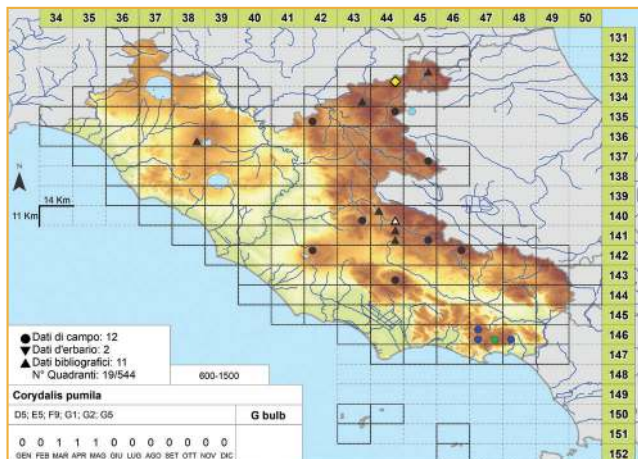 34 35 36 37 38 39 40 41 42 43 44 45 46 47 48 49 50
131
132
133
134
135
136
137
138
139
140
141
142
143
144
145
146
147
148
149
150
151
152
N
14 Km
11 Km
Dati di campo: 12
Dati d'erbario: 2
Dati bibliografici: 11
N° Quadranti: 19/544
600-1500
Corydalis pumila
D5; E5; F9; G1; G2; G5
G bulb
0 0 1 1 1 0 0 0 0 0 0 0
GEN FEB MAR APR MAG GIU LUG AGO SET OTT NOV DIC